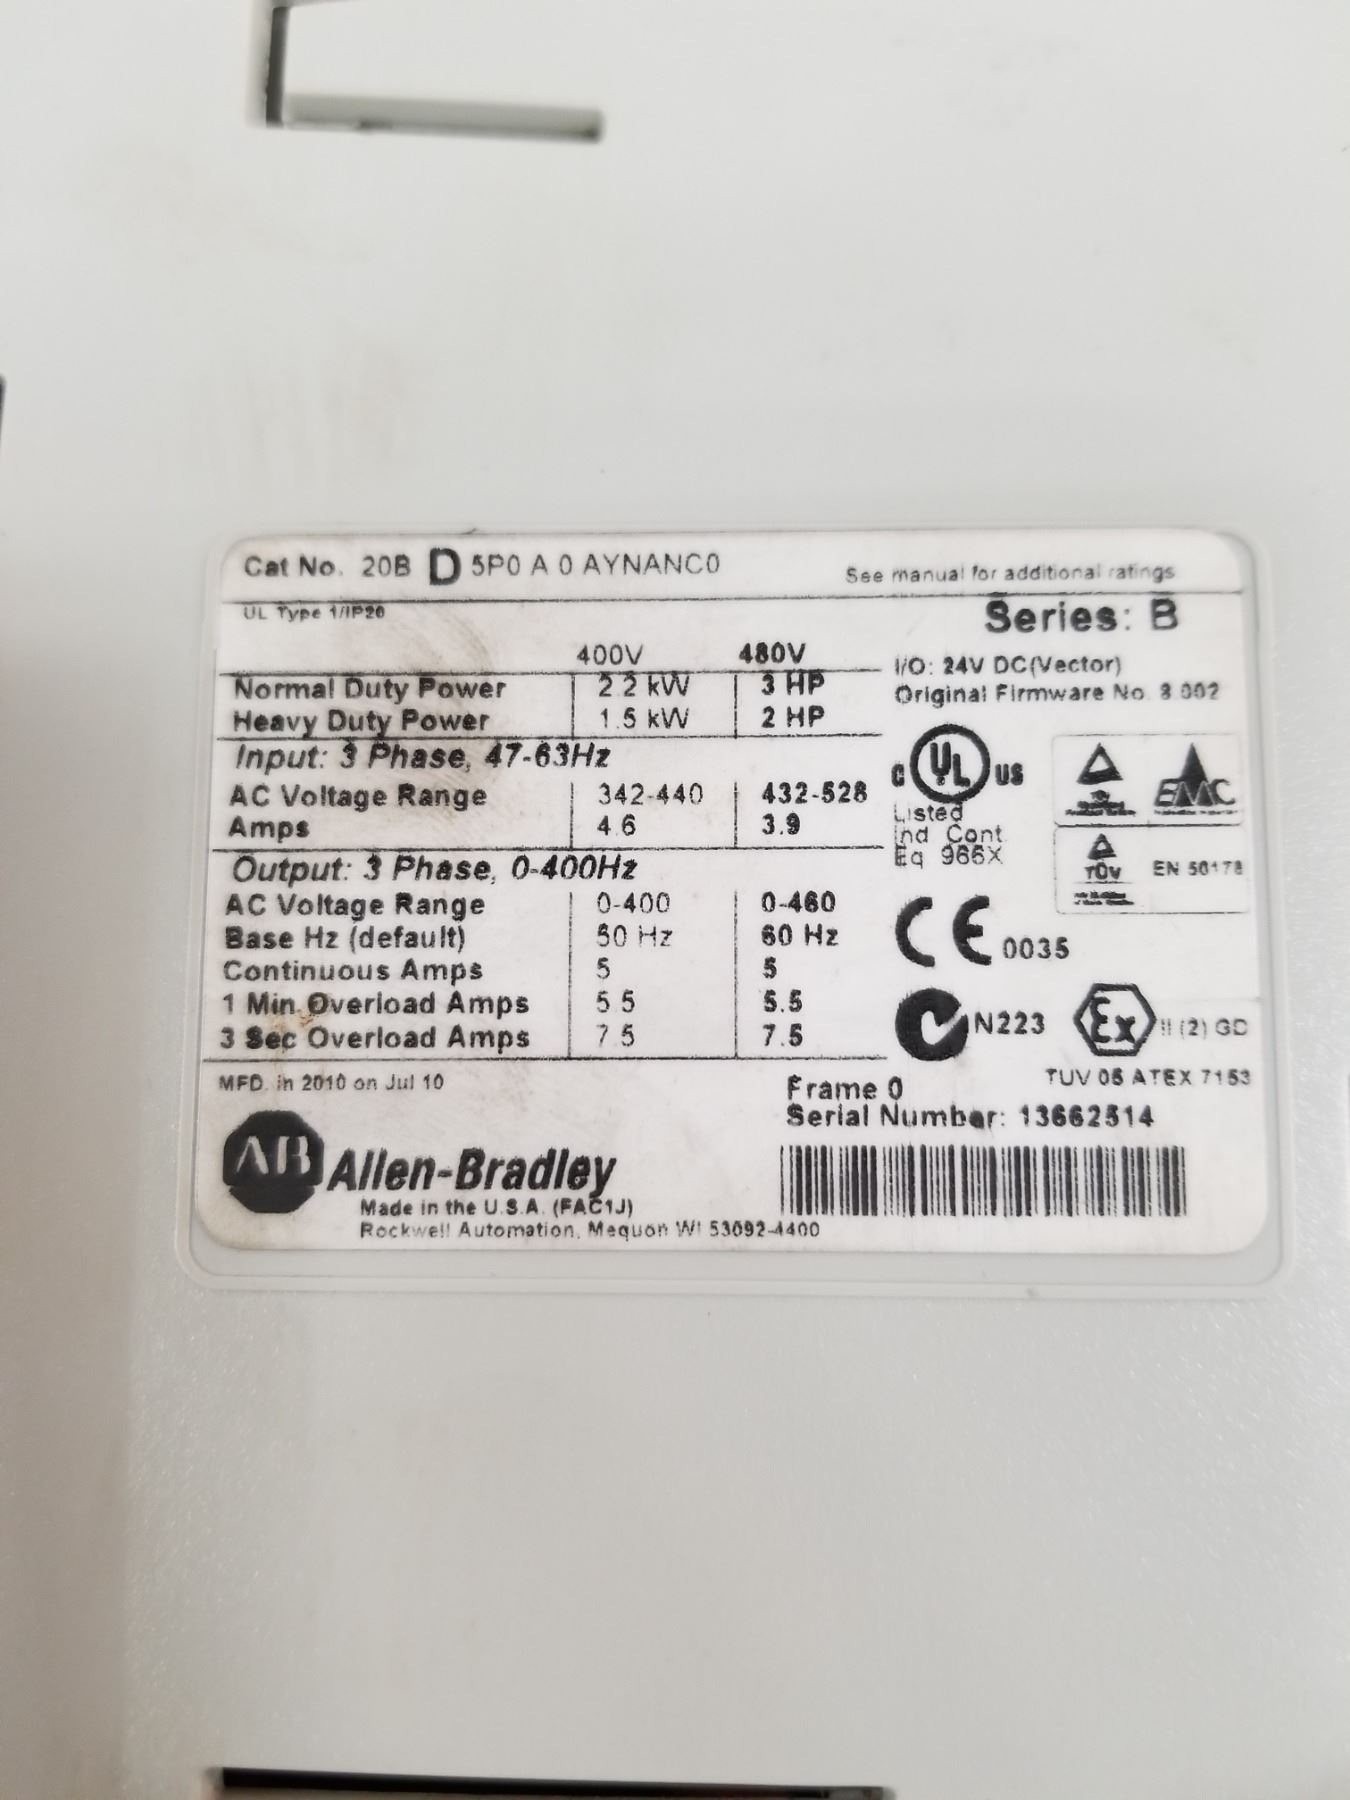 Cat No. 20B D 5P0 A 0 AYNANC0
See manual for additional ratings
UL Type 1/IP20
Series: B
400V 480V
I/O: 24V DC(Vector)
Normal Duty Power 2.2 kW 3 HP
Original Firmware No. 8.002
Heavy Duty Power 1.5 kW 2 HP
Input: 3 Phase, 47-63Hz
C UL US
EMC
AC Voltage Range 342-440 432-528
Listed
Amps 4.6 3.9
Ind Cont
Eq 966X
Output: 3 Phase, 0-400Hz
TÜV EN 50178
AC Voltage Range 0-400 0-460
Base Hz (default) 50 Hz 60 Hz
CE 0035
Continuous Amps 5 5
1 Min. Overload Amps 5.5 5.5
N223 Ex II (2) GD
3 Sec Overload Amps 7.5 7.5
MFD. in 2010 on Jul 10
Frame 0
TUV 05 ATEX 7153
Serial Number: 13662514
AB Allen-Bradley
Made in the U.S.A. (FAC1J)
Rockwell Automation, Mequon WI 53092-4400